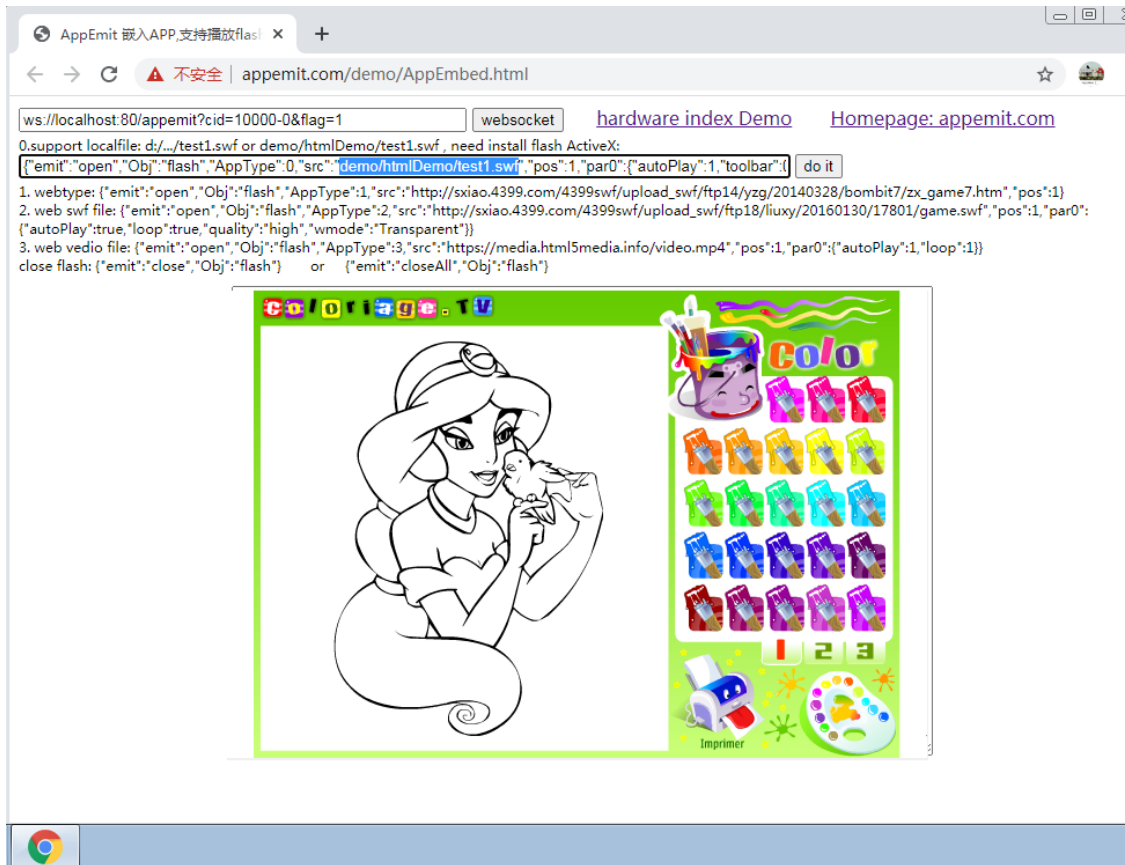 AppEmit 嵌入APP,支持播放flas
不安全 appemit.com/demo/AppEmbed.html
ws://localhost:80/appemit?cid=10000-0&flag=1 websocket hardware index Demo Homepage: appemit.com
0.support localfile: d:/.../test1.swf or demo/htmlDemo/test1.swf , need install flash ActiveX:
{"emit":"open","Obj":"flash","AppType":0,"src":"demo/htmlDemo/test1.swf","pos":1,"par0":{"autoPlay":1,"toolbar":( do it
1. webtype: {"emit":"open","Obj":"flash","AppType":1,"src":"http://sxiao.4399.com/4399swf/upload_swf/ftp14/yzg/20140328/bombit7/zx_game7.htm","pos":1}
2. web swf file: {"emit":"open","Obj":"flash","AppType":2,"src":"http://sxiao.4399.com/4399swf/upload_swf/ftp18/liuxy/20160130/17801/game.swf","pos":1,"par0":
{"autoPlay":true,"loop":true,"quality":"high","wmode":"Transparent"}}
3. web vedio file: {"emit":"open","Obj":"flash","AppType":3,"src":"https://media.html5media.info/video.mp4","pos":1,"par0":{"autoPlay":1,"loop":1}}
close flash: {"emit":"close","Obj":"flash"} or {"emit":"closeAll","Obj":"flash"}
Coloriage.TV
Color
1 2 3
Imprimer